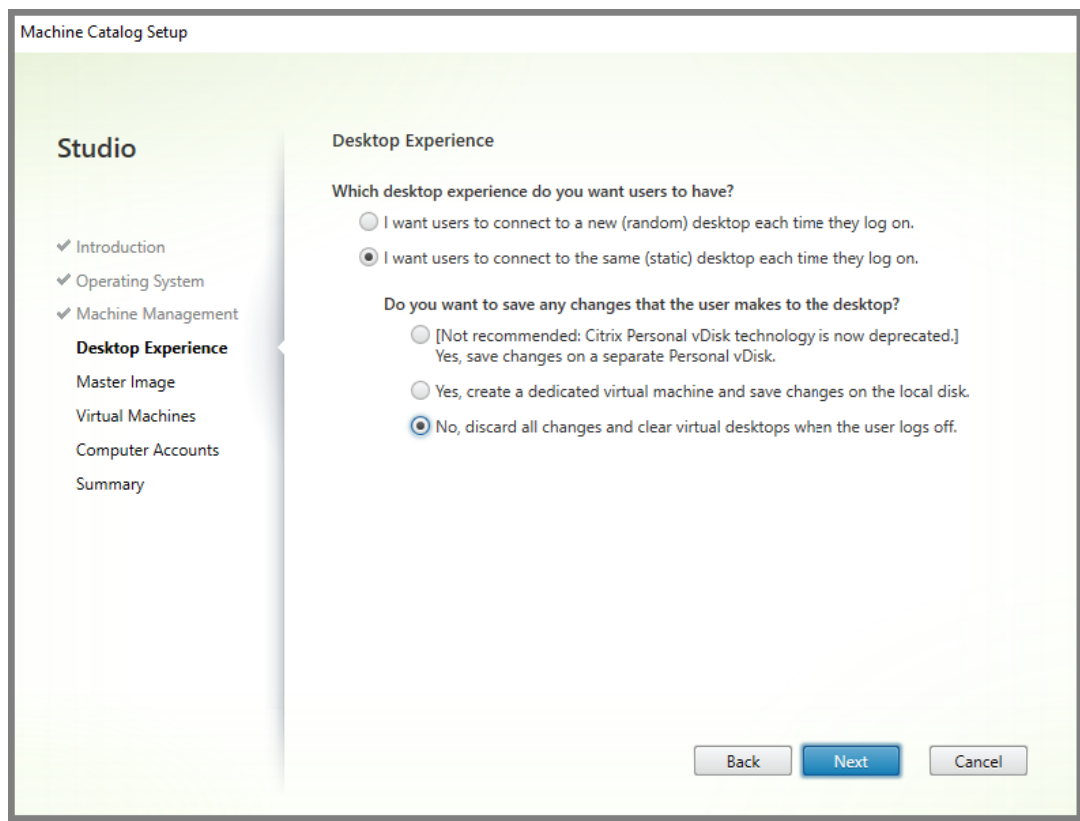 Machine Catalog Setup
Studio
Introduction
Operating System
Machine Management
Desktop Experience
Master Image
Virtual Machines
Computer Accounts
Summary
Desktop Experience
Which desktop experience do you want users to have?
I want users to connect to a new (random) desktop each time they log on.
I want users to connect to the same (static) desktop each time they log on.
Do you want to save any changes that the user makes to the desktop?
[Not recommended: Citrix Personal vDisk technology is now deprecated.]
Yes, save changes on a separate Personal vDisk.
Yes, create a dedicated virtual machine and save changes on the local disk.
No, discard all changes and clear virtual desktops when the user logs off.
Back
Next
Cancel